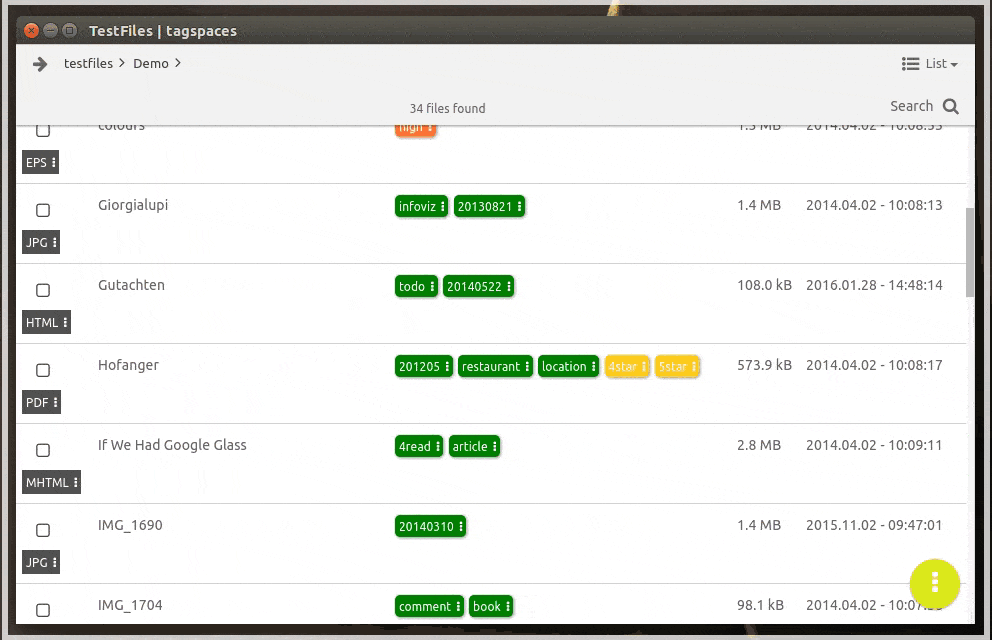 TestFiles | tagspaces
testfiles > Demo >
List
34 files found
Search
colours high 1.3 MB 2014.04.02 - 10:08:33
EPS
Giorgialupi infoviz 20130821 1.4 MB 2014.04.02 - 10:08:13
JPG
Gutachten todo 20140522 108.0 kB 2016.01.28 - 14:48:14
HTML
Hofanger 201205 restaurant location 4star 5star 573.9 kB 2014.04.02 - 10:08:17
PDF
If We Had Google Glass 4read article 2.8 MB 2014.04.02 - 10:09:11
MHTML
IMG_1690 20140310 1.4 MB 2015.11.02 - 09:47:01
JPG
IMG_1704 comment book 98.1 kB 2014.04.02